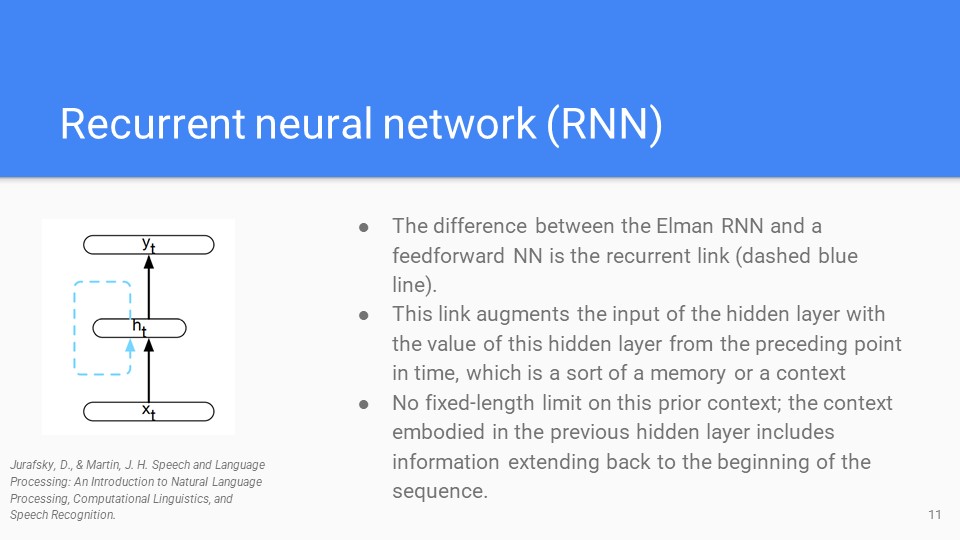 Recurrent neural network (RNN)
yt
ht
xt
● The difference between the Elman RNN and a
feedforward NN is the recurrent link (dashed blue
line).
● This link augments the input of the hidden layer with
the value of this hidden layer from the preceding point
in time, which is a sort of a memory or a context
● No fixed-length limit on this prior context; the context
embodied in the previous hidden layer includes
information extending back to the beginning of the
sequence.
Jurafsky, D., & Martin, J. H. Speech and Language
Processing: An Introduction to Natural Language
Processing, Computational Linguistics, and
Speech Recognition.
11